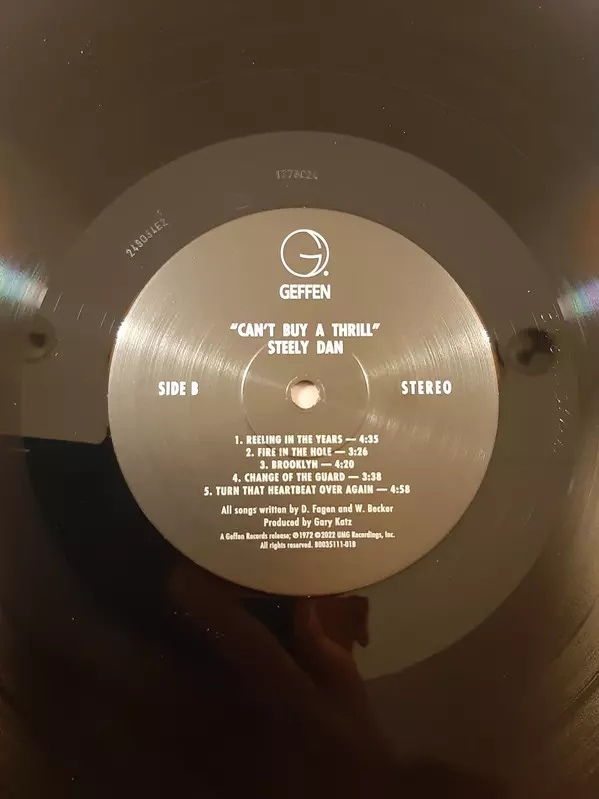 249034E2
GEFFEN
"CAN'T BUY A THRILL"
STEELY DAN
SIDE B
STEREO
1. REELING IN THE YEARS — 4:35
2. FIRE IN THE HOLE — 3:26
3. BROOKLYN — 4:20
4. CHANGE OF THE GUARD — 3:38
5. TURN THAT HEARTBEAT OVER AGAIN — 4:58
All songs written by D. Fagen and W. Becker
Produced by Gary Katz
A Geffen Records release; ℗1972 ©2022 UMG Recordings, Inc.
All rights reserved. B0035111-01B